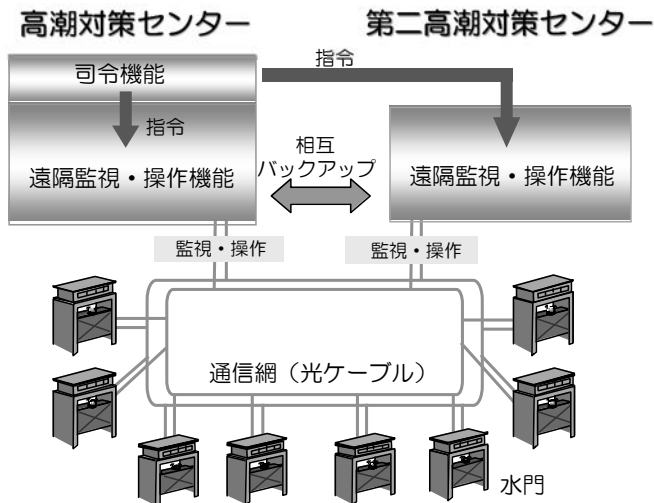 高潮対策センター
第二高潮対策センター
司令機能
指令
指令
遠隔監視・操作機能
相互
バックアップ
遠隔監視・操作機能
監視・操作
監視・操作
通信網（光ケーブル）
水門